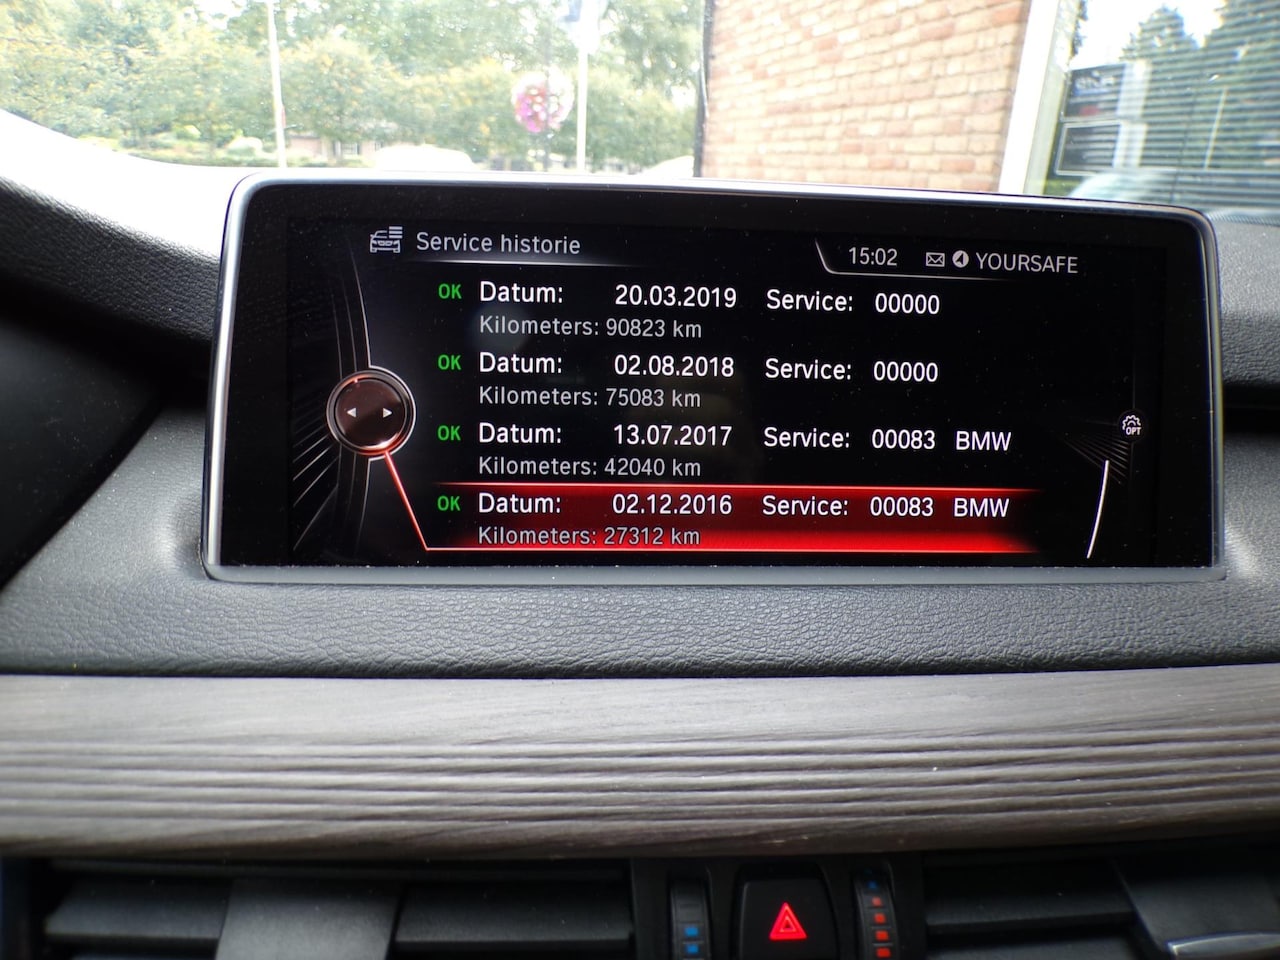 Service historie
15:02 YOURSAFE
OK Datum: 20.03.2019 Service: 00000
Kilometers: 90823 km
OK Datum: 02.08.2018 Service: 00000
Kilometers: 75083 km
OK Datum: 13.07.2017 Service: 00083 BMW
Kilometers: 42040 km
OK Datum: 02.12.2016 Service: 00083 BMW
Kilometers: 27312 km
OPT